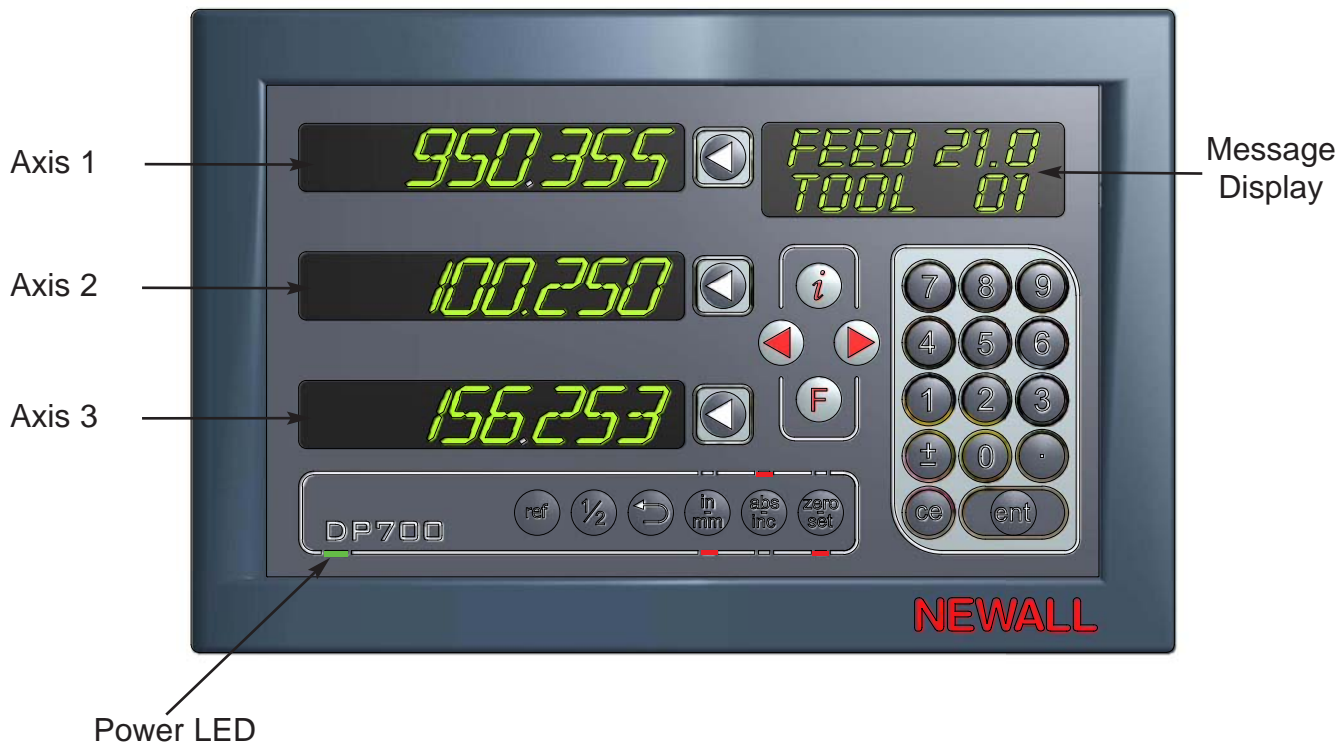 Axis 1
950.355
FEED 21.0
TOOL 01
Message
Display
Axis 2
100.250
i
7 8 9
4 5 6
Axis 3
156.253
F
1 2 3
± 0 .
DP700
ref 1/2 in mm abs inc zero set
ce ent
NEWALL
Power LED